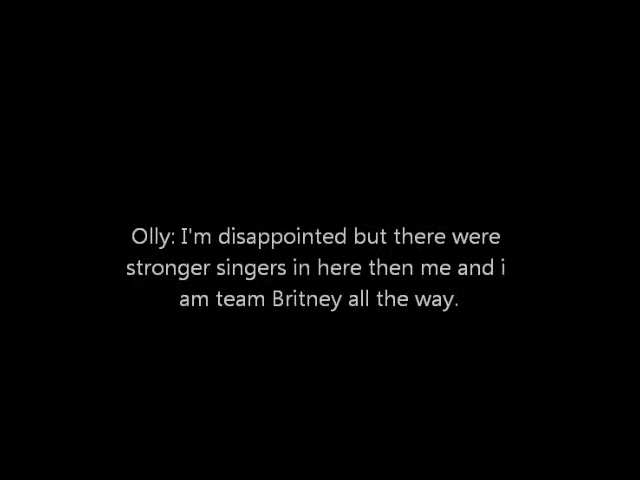 Olly: I'm disappointed but there were
stronger singers in here then me and i
am team Britney all the way.